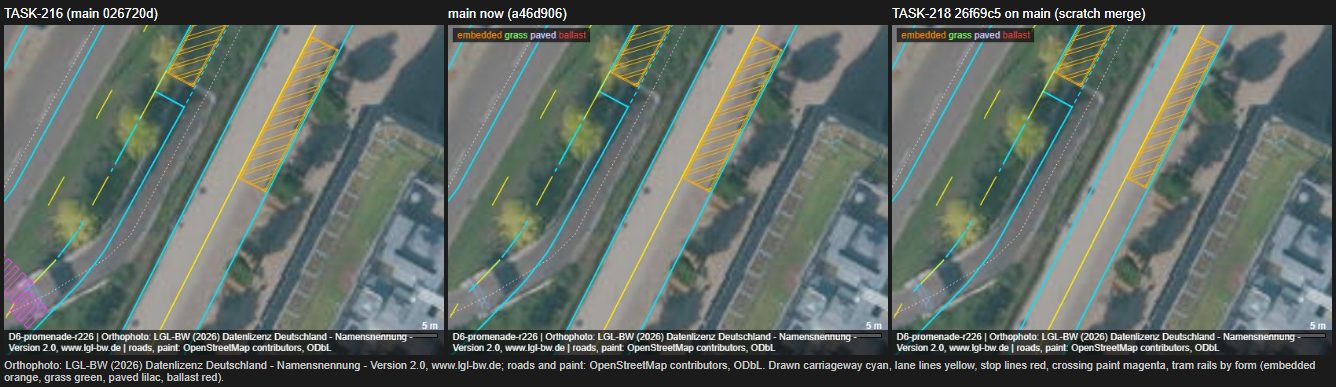 TASK-216 (main 026720d)
main now (a46d906)
TASK-218 26f69c5 on main (scratch merge)
embedded grass paved ballast
embedded grass paved ballast
5 m
5 m
5 m
D6-promenade-r226 | Orthophoto: LGL-BW (2026) Datenlizenz Deutschland - Namensnennung -
Version 2.0, www.lgl-bw.de | roads, paint: OpenStreetMap contributors, ODbL
D6-promenade-r226 | Orthophoto: LGL-BW (2026) Datenlizenz Deutschland - Namensnennung -
Version 2.0, www.lgl-bw.de | roads, paint: OpenStreetMap contributors, ODbL
D6-promenade-r226 | Orthophoto: LGL-BW (2026) Datenlizenz Deutschland - Namensnennung -
Version 2.0, www.lgl-bw.de | roads, paint: OpenStreetMap contributors, ODbL
Orthophoto: LGL-BW (2026) Datenlizenz Deutschland - Namensnennung - Version 2.0, www.lgl-bw.de; roads and paint: OpenStreetMap contributors, ODbL. Drawn carriageway cyan, lane lines yellow, stop lines red, crossing paint magenta, tram rails by form (embedded
orange, grass green, paved lilac, ballast red).